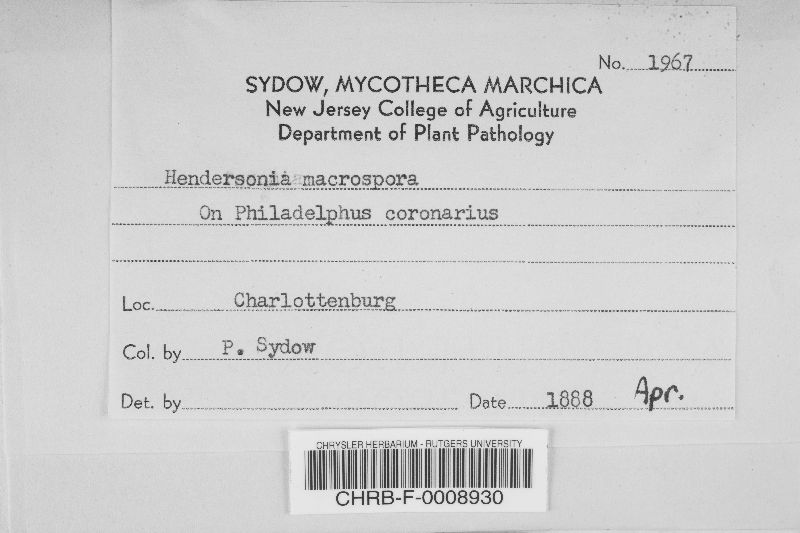 No. 1967
SYDOW, MYCOTHECA MARCHICA
New Jersey College of Agriculture
Department of Plant Pathology
Hendersonia macrospora
On Philadelphus coronarius
Loc. Charlottenburg
Col. by P. Sydow
Det. by Date 1888 Apr.
CHRYSLER HERBARIUM - RUTGERS UNIVERSITY
CHRB-F-0008930